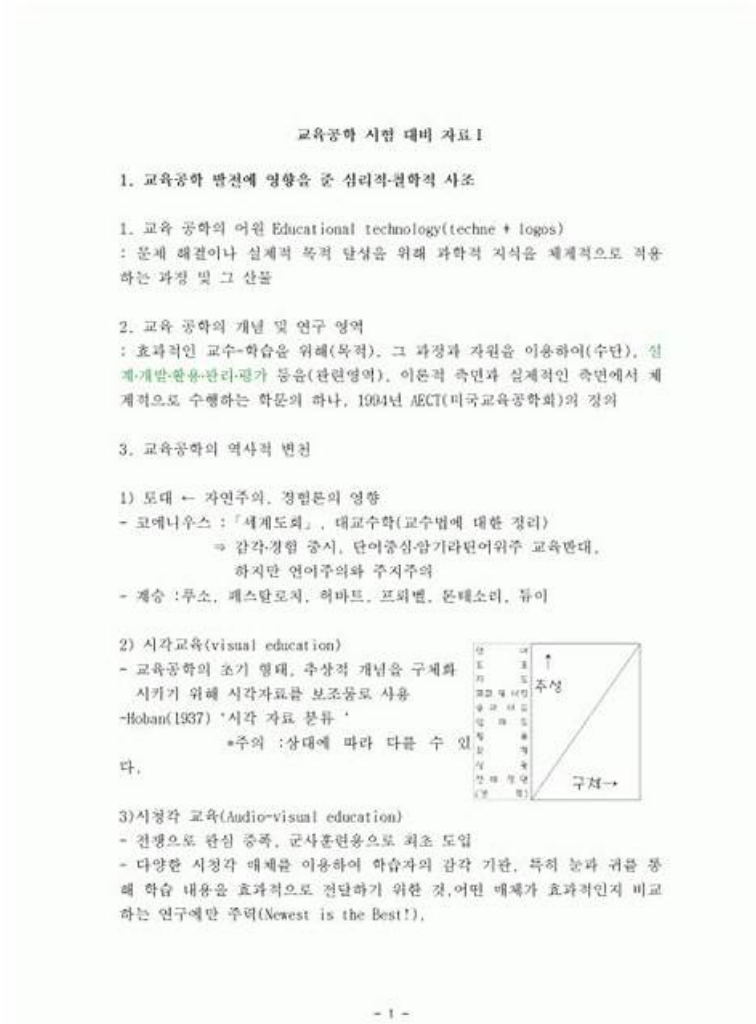 교육공학 시험 대비 자료Ⅰ
1. 교육공학 발전에 영향을 준 심리적·철학적 사조
1. 교육 공학의 어원 Educational technology(techne + logos)
: 문제 해결이나 실제적 목적 달성을 위해 과학적 지식을 체계적으로 적용
하는 과정 및 그 산물
2. 교육 공학의 개념 및 연구 영역
: 효과적인 교수-학습을 위해(목적), 그 과정과 자원을 이용하여(수단), 설
계·개발·활용·관리·평가 등을(관련영역), 이론적 측면과 실제적인 측면에서 체
계적으로 수행하는 학문의 하나, 1994년 AECT(미국교육공학회)의 정의
3. 교육공학의 역사적 변천
1) 토대 ← 자연주의, 경험론의 영향
- 코메니우스 :「세계도회」, 대교수학(교수법에 대한 정리)
⇒ 감각·경험 중시, 단어중심·암기라틴어위주 교육반대,
하지만 언어주의와 주지주의
- 계승 :루소, 페스탈로치, 허바트, 프뢰벨, 몬테소리, 듀이
2) 시각교육(visual education)
- 교육공학의 초기 형태, 추상적 개념을 구체화
시키기 위해 시각자료를 보조물로 사용
-Hoban(1937) '시각 자료 분류 '
*주의 :상대에 따라 다를 수 있
다.
추상
구체→
3)시청각 교육(Audio-visual education)
- 전쟁으로 관심 증폭, 군사훈련용으로 최초 도입
- 다양한 시청각 매체를 이용하여 학습자의 감각 기관, 특히 눈과 귀를 통
해 학습 내용을 효과적으로 전달하기 위한 것,어떤 매체가 효과적인지 비교
하는 연구에만 주력(Newest is the Best!),
- 1 -